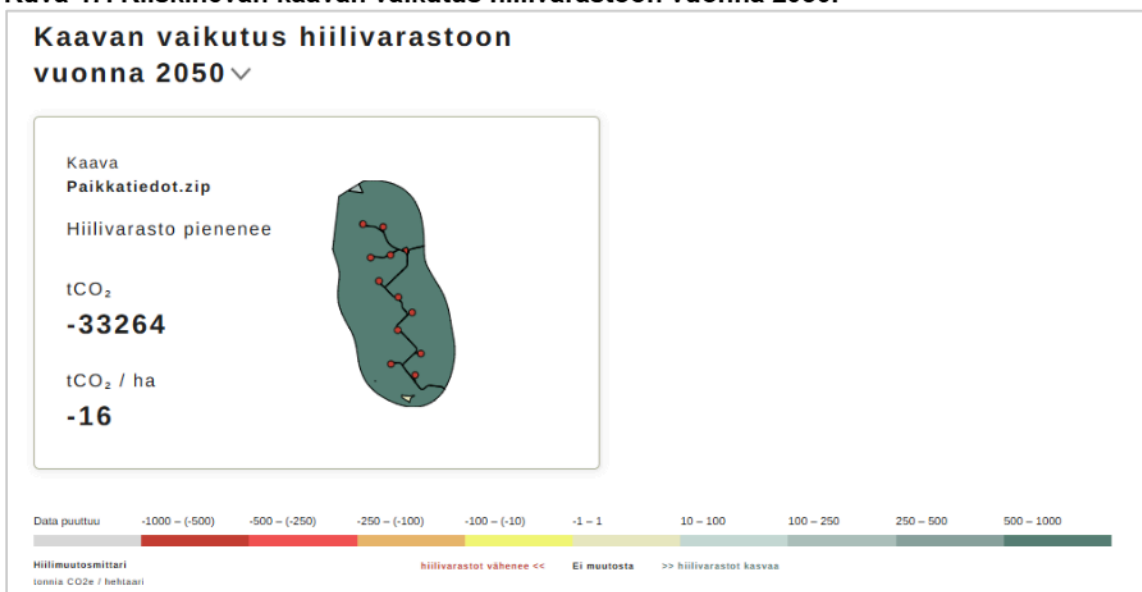 Kaavan vaikutus hiilivarastoon
vuonna 2050
Kaava
Paikkatiedot.zip
Hiilivarasto pienenee
tCO₂
-33264
tCO₂ / ha
-16
Data puuttuu -1000 – (-500) -500 – (-250) -250 – (-100) -100 – (-10) -1 – 1 10 – 100 100 – 250 250 – 500 500 – 1000
Hiilimuutosmittari hiilivarastot vähenee << Ei muutosta >> hiilivarastot kasvaa
tonnia CO2e / hehtaari